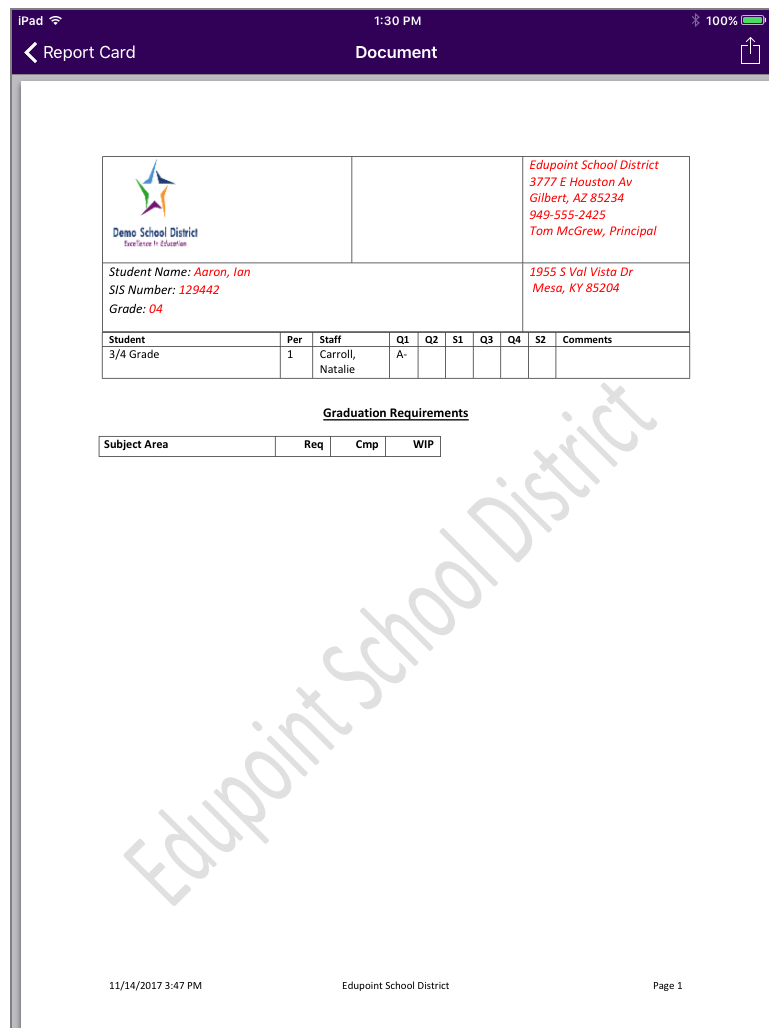 iPad 1:30 PM 100%
Report Card Document
Edupoint School District
3777 E Houston Av
Gilbert, AZ 85234
949-555-2425
Tom McGrew, Principal
Demo School District
Excellence In Education
Student Name: Aaron, Ian
SIS Number: 129442
Grade: 04
1955 S Val Vista Dr
Mesa, KY 85204
Student Per Staff Q1 Q2 S1 Q3 Q4 S2 Comments
3/4 Grade 1 Carroll, A-
Natalie
Graduation Requirements
Subject Area Req Cmp WIP
Edupoint School District
11/14/2017 3:47 PM Edupoint School District Page 1